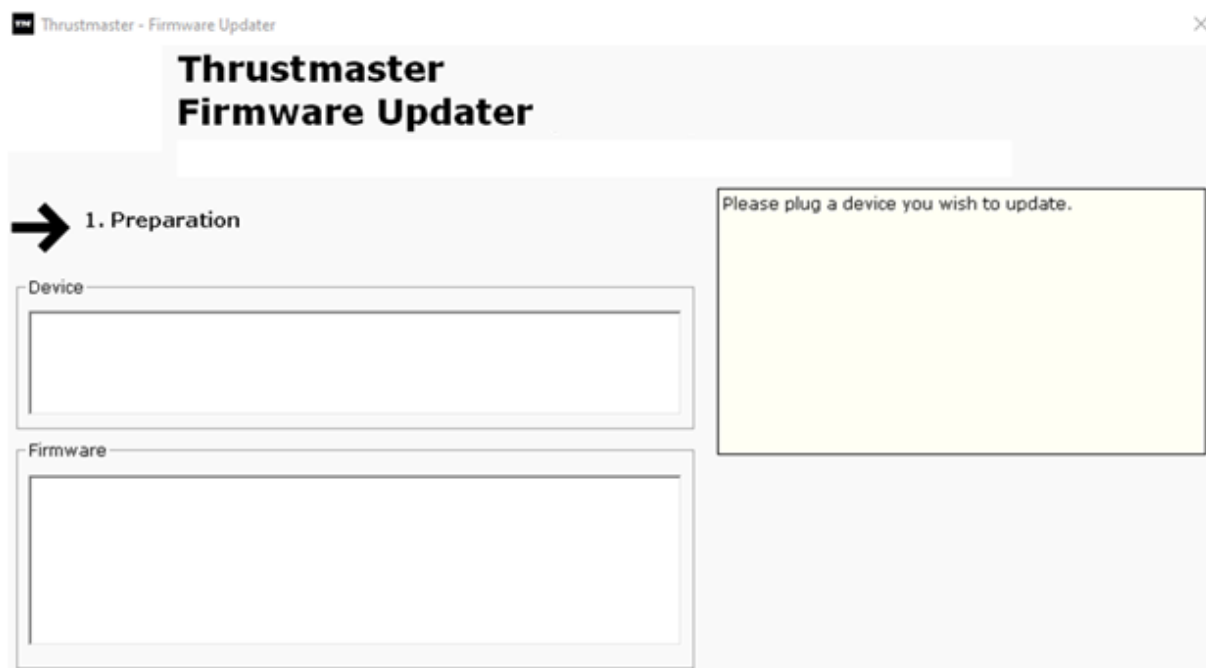 Thrustmaster - Firmware Updater
Thrustmaster
Firmware Updater
1. Preparation
Please plug a device you wish to update.
Device
Firmware